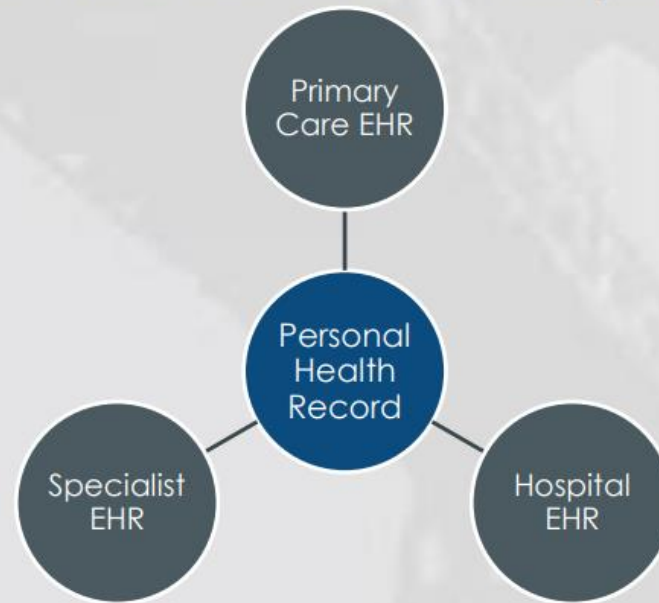 Primary
Care EHR
Personal
Health
Record
Specialist
EHR
Hospital
EHR